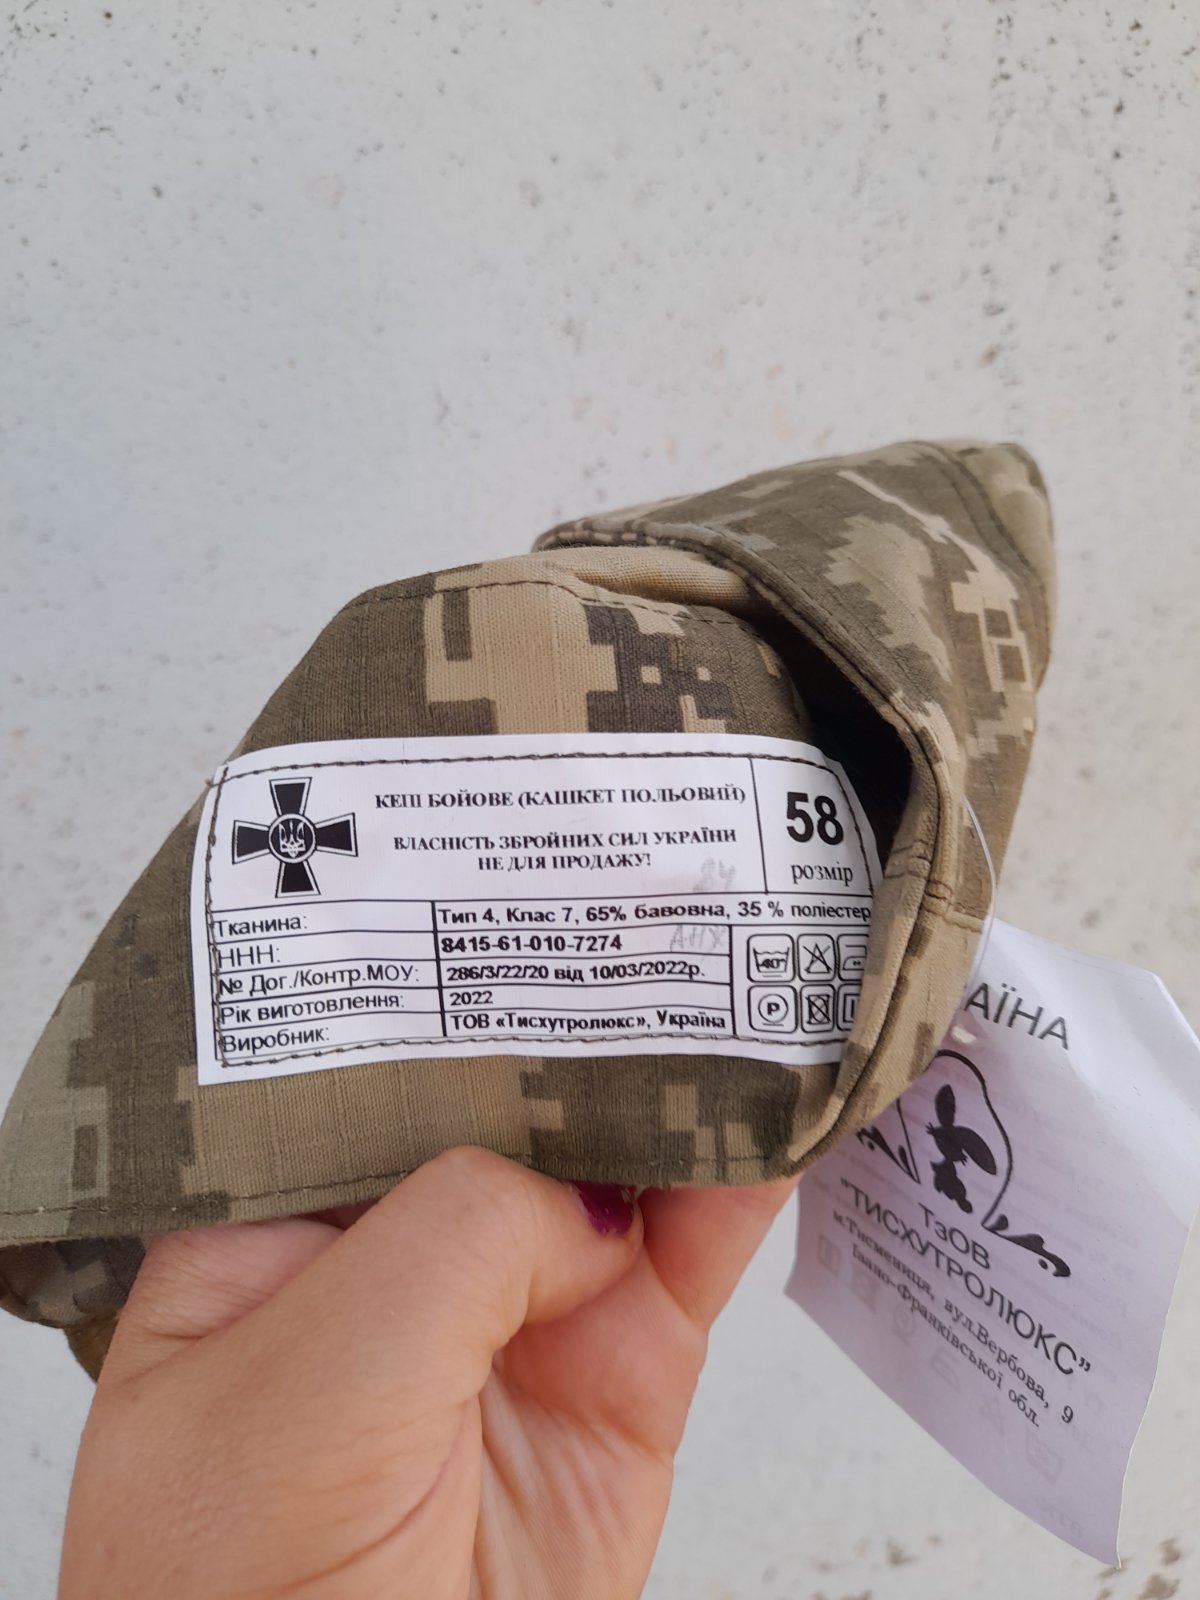 КЕПІ БОЙОВЕ (КАШКЕТ ПОЛЬОВИЙ)
ВЛАСНІСТЬ ЗБРОЙНИХ СИЛ УКРАЇНИ
НЕ ДЛЯ ПРОДАЖУ!
58
розмір
Тканина: Тип 4, Клас 7, 65% бавовна, 35 % поліестер
ННН: 8415-61-010-7274
№ Дог./Контр.МОУ: 286/3/22/20 від 10/03/2022р.
Рік виготовлення: 2022
Виробник: ТОВ «Тисхутролюкс», Україна
40°
P
АЇНА
ТзОВ
"ТИСХУТРОЛЮКС"
м.Тисмениця, вул.Вербова, 9
Івано-Франківської обл.